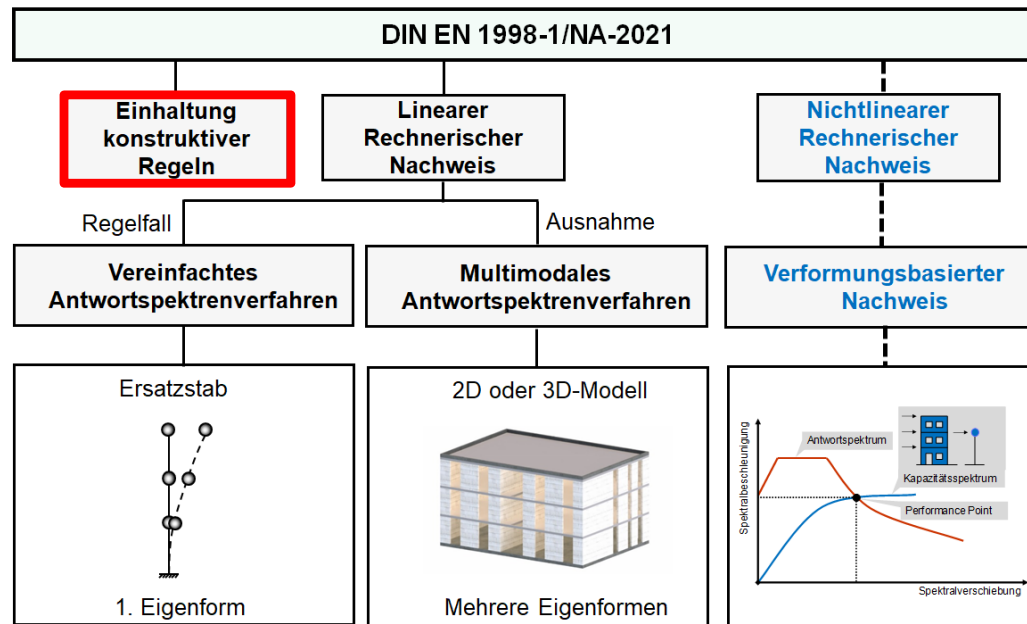 DIN EN 1998-1/NA-2021
Einhaltung
konstruktiver
Regeln
Linearer
Rechnerischer
Nachweis
Nichtlinearer
Rechnerischer
Nachweis
Regelfall
Ausnahme
Vereinfachtes
Antwortspektrenverfahren
Multimodales
Antwortspektrenverfahren
Verformungsbasierter
Nachweis
Ersatzstab
1. Eigenform
2D oder 3D-Modell
Mehrere Eigenformen
Spektralbeschleunigung
Antwortspektrum
Kapazitätsspektrum
Performance Point
Spektralverschiebung